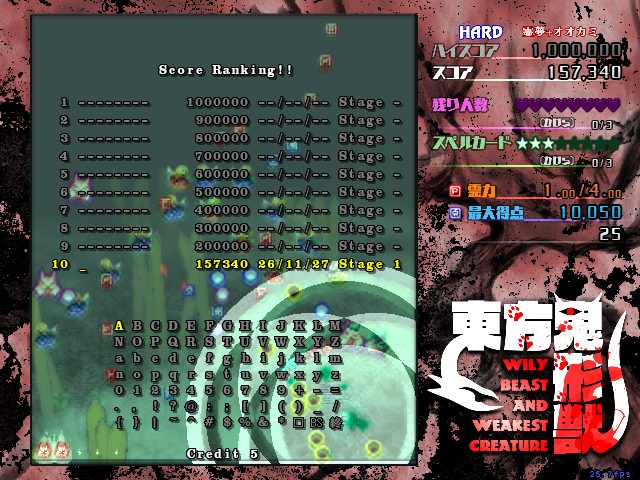 Score Ranking!!
1 -------- 1000000 --/--/-- Stage -
2 -------- 900000 --/--/-- Stage -
3 -------- 800000 --/--/-- Stage -
4 -------- 700000 --/--/-- Stage -
5 -------- 600000 --/--/-- Stage -
6 -------- 500000 --/--/-- Stage -
7 -------- 400000 --/--/-- Stage -
8 -------- 300000 --/--/-- Stage -
9 -------- 200000 --/--/-- Stage -
10 _ 157340 26/11/27 Stage 1
A B C D E F G H I J K L M
N O P Q R S T U V W X Y Z
a b c d e f g h i j k l m
n o p q r s t u v w x y z
0 1 2 3 4 5 6 7 8 9 + - =
. , ! ? @ : ; [ ] ( ) _ /
{ } | ~ ^ # $ % & * □ BS 終
Credit 5
HARD 霊夢+オオカミ
ハイスコア 1,000,000
スコア 157,340
残り人数
(かけら) 0/3
スペルカード ★★★★★★★★★
(かけら) 0/3
P 霊力 1.00/4.00
最大得点 10,050
25
東方鬼形獣
WILY
BEAST
AND
WEAKEST
CREATURE
25.7fps